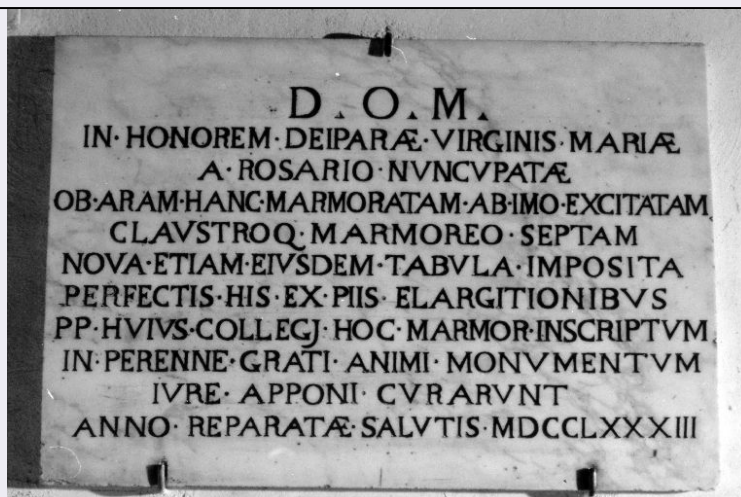 D. O. M.
IN· HONOREM· DEIPARÆ· VIRGINIS· MARIÆ
A· ROSARIO· NVNCVPATÆ
OB·ARAM·HANC·MARMORATAM·AB·IMO·EXCITATAM
CLAVSTROQ· MARMOREO· SEPTAM
NOVA·ETIAM·EIVSDEM·TABVLA·IMPOSITA
PERFECTIS·HIS·EX·PIIS·ELARGITIONIBVS
PP·HVIVS·COLLEGJ·HOC·MARMOR·INSCRIPTVM
IN·PERENNE·GRATI·ANIMI·MONVMENTVM
IVRE· APPONI· CVRARVNT
ANNO· REPARATÆ·SALVTIS·MDCCLXXXIII